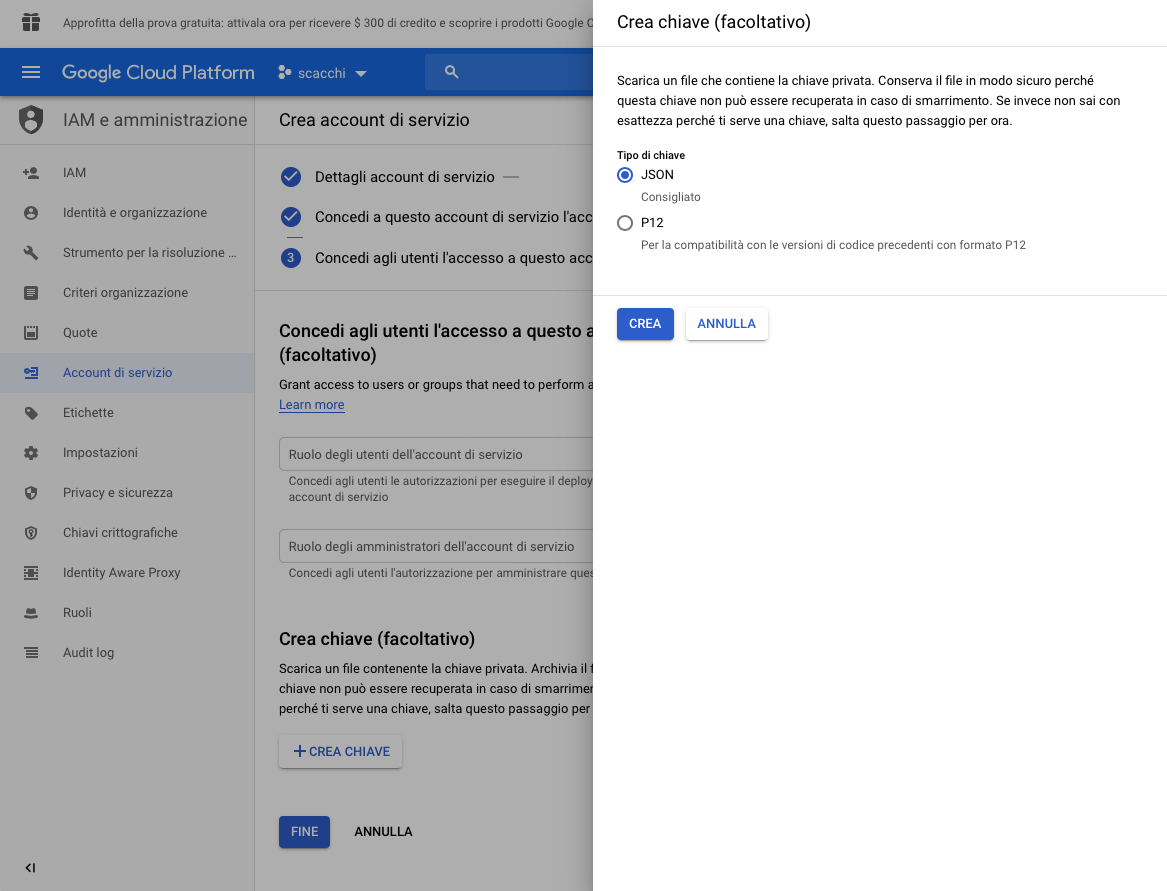 Approfitta della prova gratuita: attivala ora per ricevere $ 300 di credito e scoprire i prodotti Google
Google Cloud Platform
scacchi
IAM e amministrazione
IAM
Identità e organizzazione
Strumento per la risoluzione ...
Criteri organizzazione
Quote
Account di servizio
Etichette
Impostazioni
Privacy e sicurezza
Chiavi crittografiche
Identity Aware Proxy
Ruoli
Audit log
Crea account di servizio
Dettagli account di servizio
Concedi a questo account di servizio l'acc
3 Concedi agli utenti l'accesso a questo acc
Concedi agli utenti l'accesso a questo a
(facoltativo)
Grant access to users or groups that need to perform a
Learn more
Ruolo degli utenti dell'account di servizio
Concedi agli utenti le autorizzazioni per eseguire il deploy
account di servizio
Ruolo degli amministratori dell'account di servizio
Concedi agli utenti l'autorizzazione per amministrare ques
Crea chiave (facoltativo)
Scarica un file contenente la chiave privata. Archivia il f
chiave non può essere recuperata in caso di smarrimen
perché ti serve una chiave, salta questo passaggio per
CREA CHIAVE
FINE
ANNULLA
Crea chiave (facoltativo)
Scarica un file che contiene la chiave privata. Conserva il file in modo sicuro perché
questa chiave non può essere recuperata in caso di smarrimento. Se invece non sai con
esattezza perché ti serve una chiave, salta questo passaggio per ora.
Tipo di chiave
JSON
Consigliato
P12
Per la compatibilità con le versioni di codice precedenti con formato P12
CREA
ANNULLA